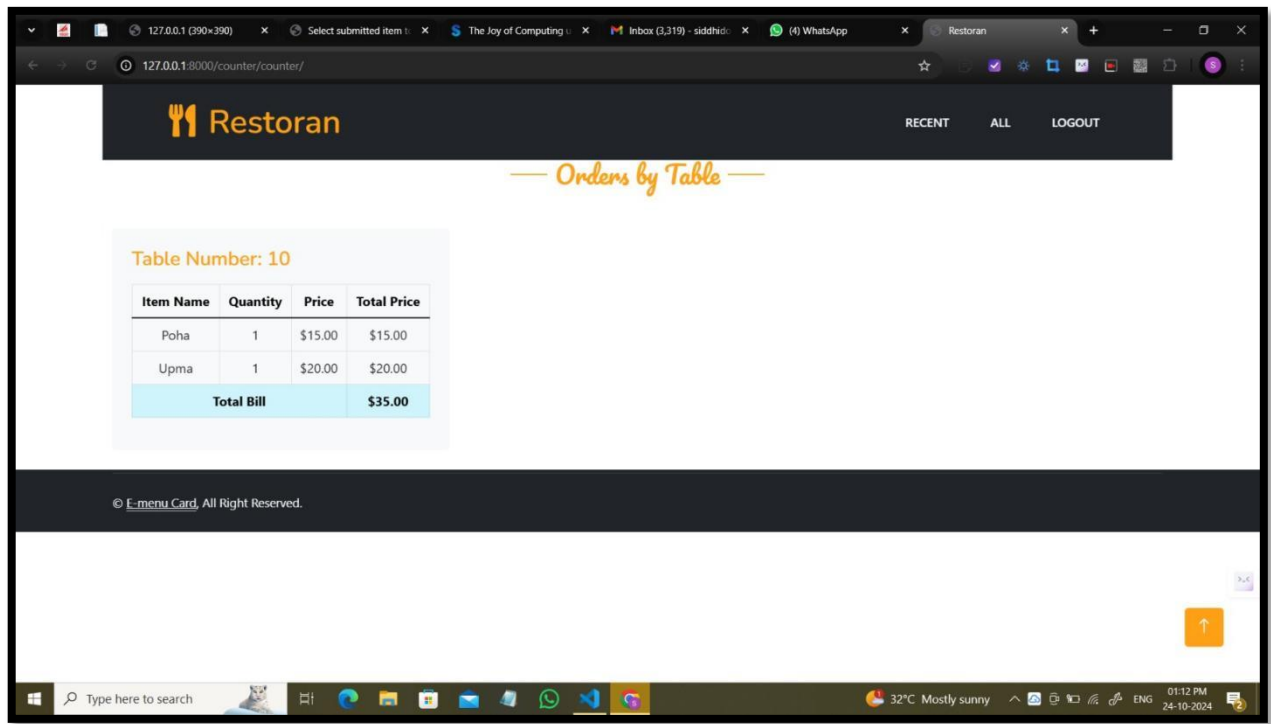 127.0.0.1 (390×390)
Select submitted item t
The Joy of Computing u
Inbox (3,319) - siddhid
(4) WhatsApp
Restoran
127.0.0.1:8000/counter/counter/
S
Restoran
RECENT ALL LOGOUT
Orders by Table
Table Number: 10
Item Name Quantity Price Total Price
Poha 1 $15.00 $15.00
Upma 1 $20.00 $20.00
Total Bill $35.00
© E-menu Card, All Right Reserved.
Type here to search
32°C Mostly sunny
ENG
01:12 PM
24-10-2024
2